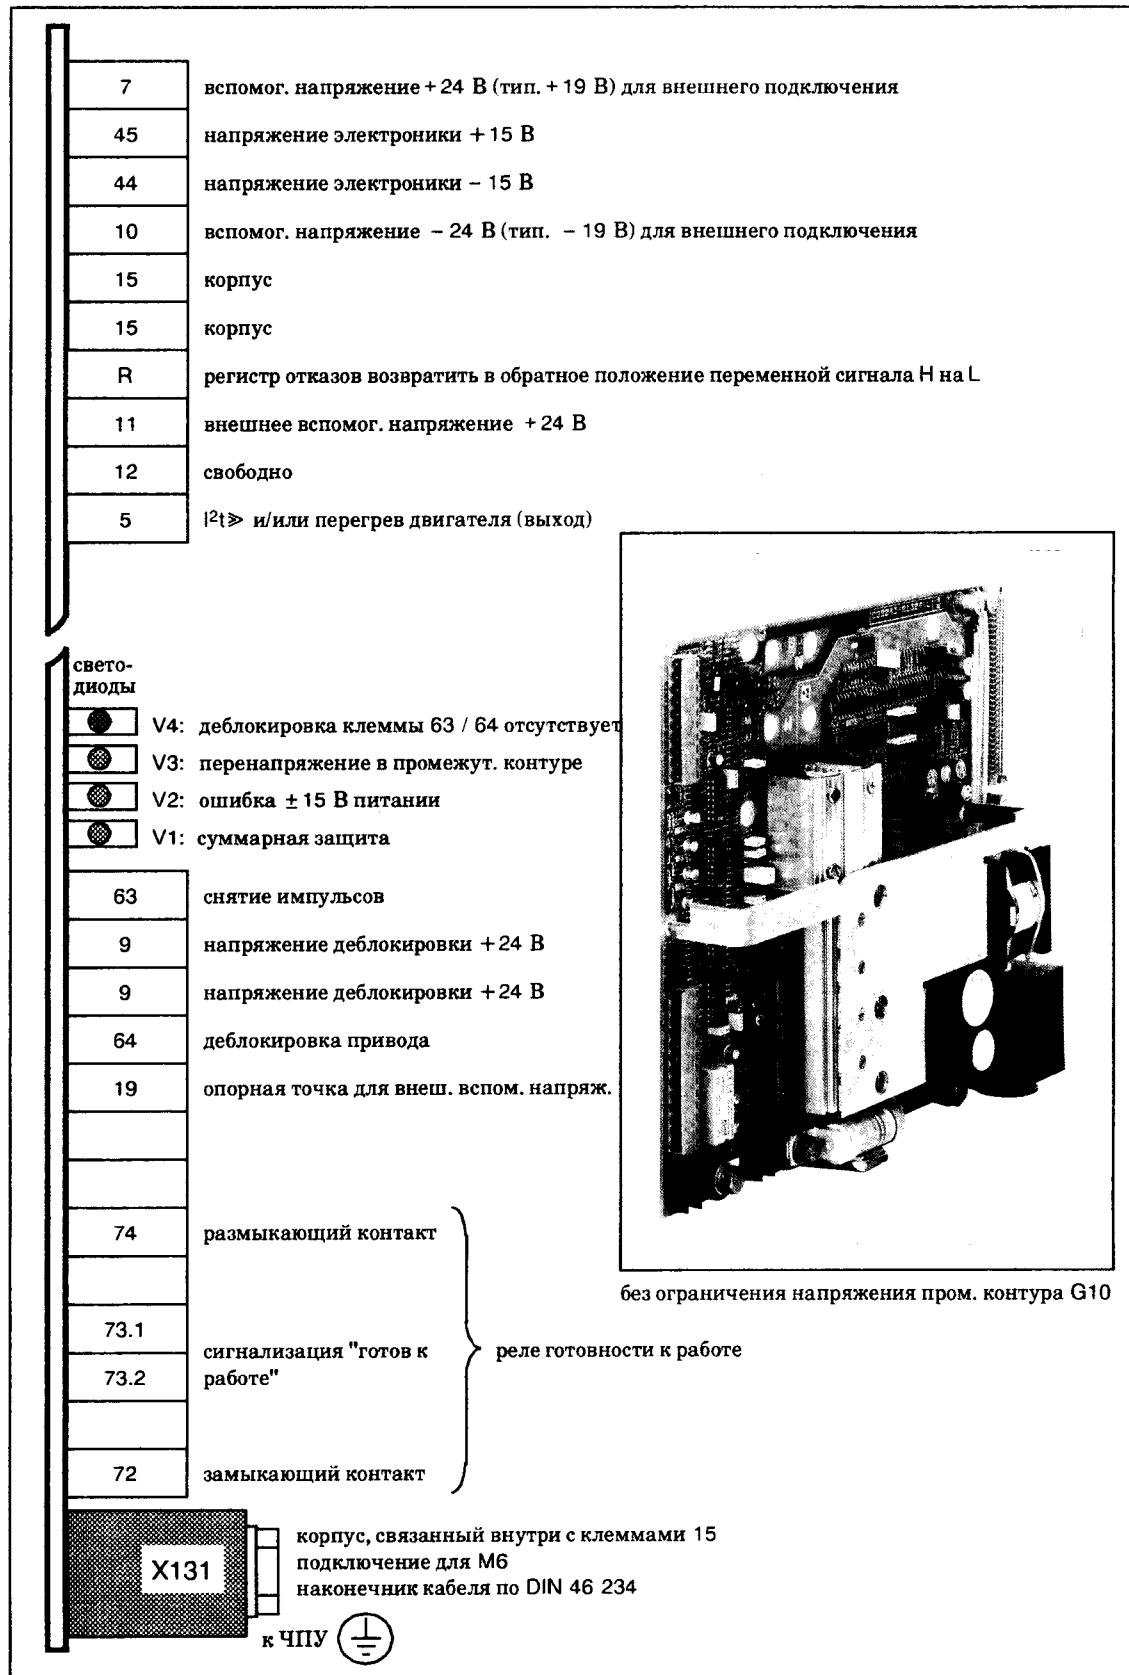 7 вспомог. напряжение + 24 В (тип. + 19 В) для внешнего подключения
45 напряжение электроники + 15 В
44 напряжение электроники – 15 В
10 вспомог. напряжение – 24 В (тип. – 19 В) для внешнего подключения
15 корпус
15 корпус
R регистр отказов возвратить в обратное положение переменной сигнала H на L
11 внешнее вспомог. напряжение + 24 В
12 свободно
5 I²t≫ и/или перегрев двигателя (выход)
свето-
диоды
V4: деблокировка клеммы 63 / 64 отсутствует
V3: перенапряжение в промежут. контуре
V2: ошибка ± 15 В питании
V1: суммарная защита
63 снятие импульсов
9 напряжение деблокировки + 24 В
9 напряжение деблокировки + 24 В
64 деблокировка привода
19 опорная точка для внеш. вспом. напряж.
74 размыкающий контакт
без ограничения напряжения пром. контура G10
73.1
сигнализация "готов к
реле готовности к работе
73.2 работе"
72 замыкающий контакт
X131
корпус, связанный внутри с клеммами 15
подключение для M6
наконечник кабеля по DIN 46 234
к ЧПУ